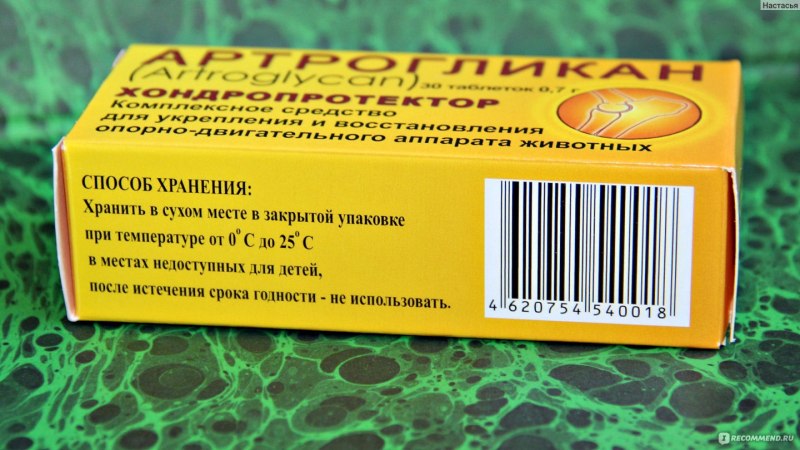 Настасья
АРТРОГЛИКАН
(Artroglycan) 30 таблеток 0,7 г
ХОНДРОПРОТЕКТОР
Комплексное средство
для укрепления и восстановления
опорно-двигательного аппарата животных
СПОСОБ ХРАНЕНИЯ:
Хранить в сухом месте в закрытой упаковке
при температуре от 0° С до 25° С
в местах недоступных для детей,
после истечения срока годности - не использовать.
4 620754 540018
IRECOMMEND.RU